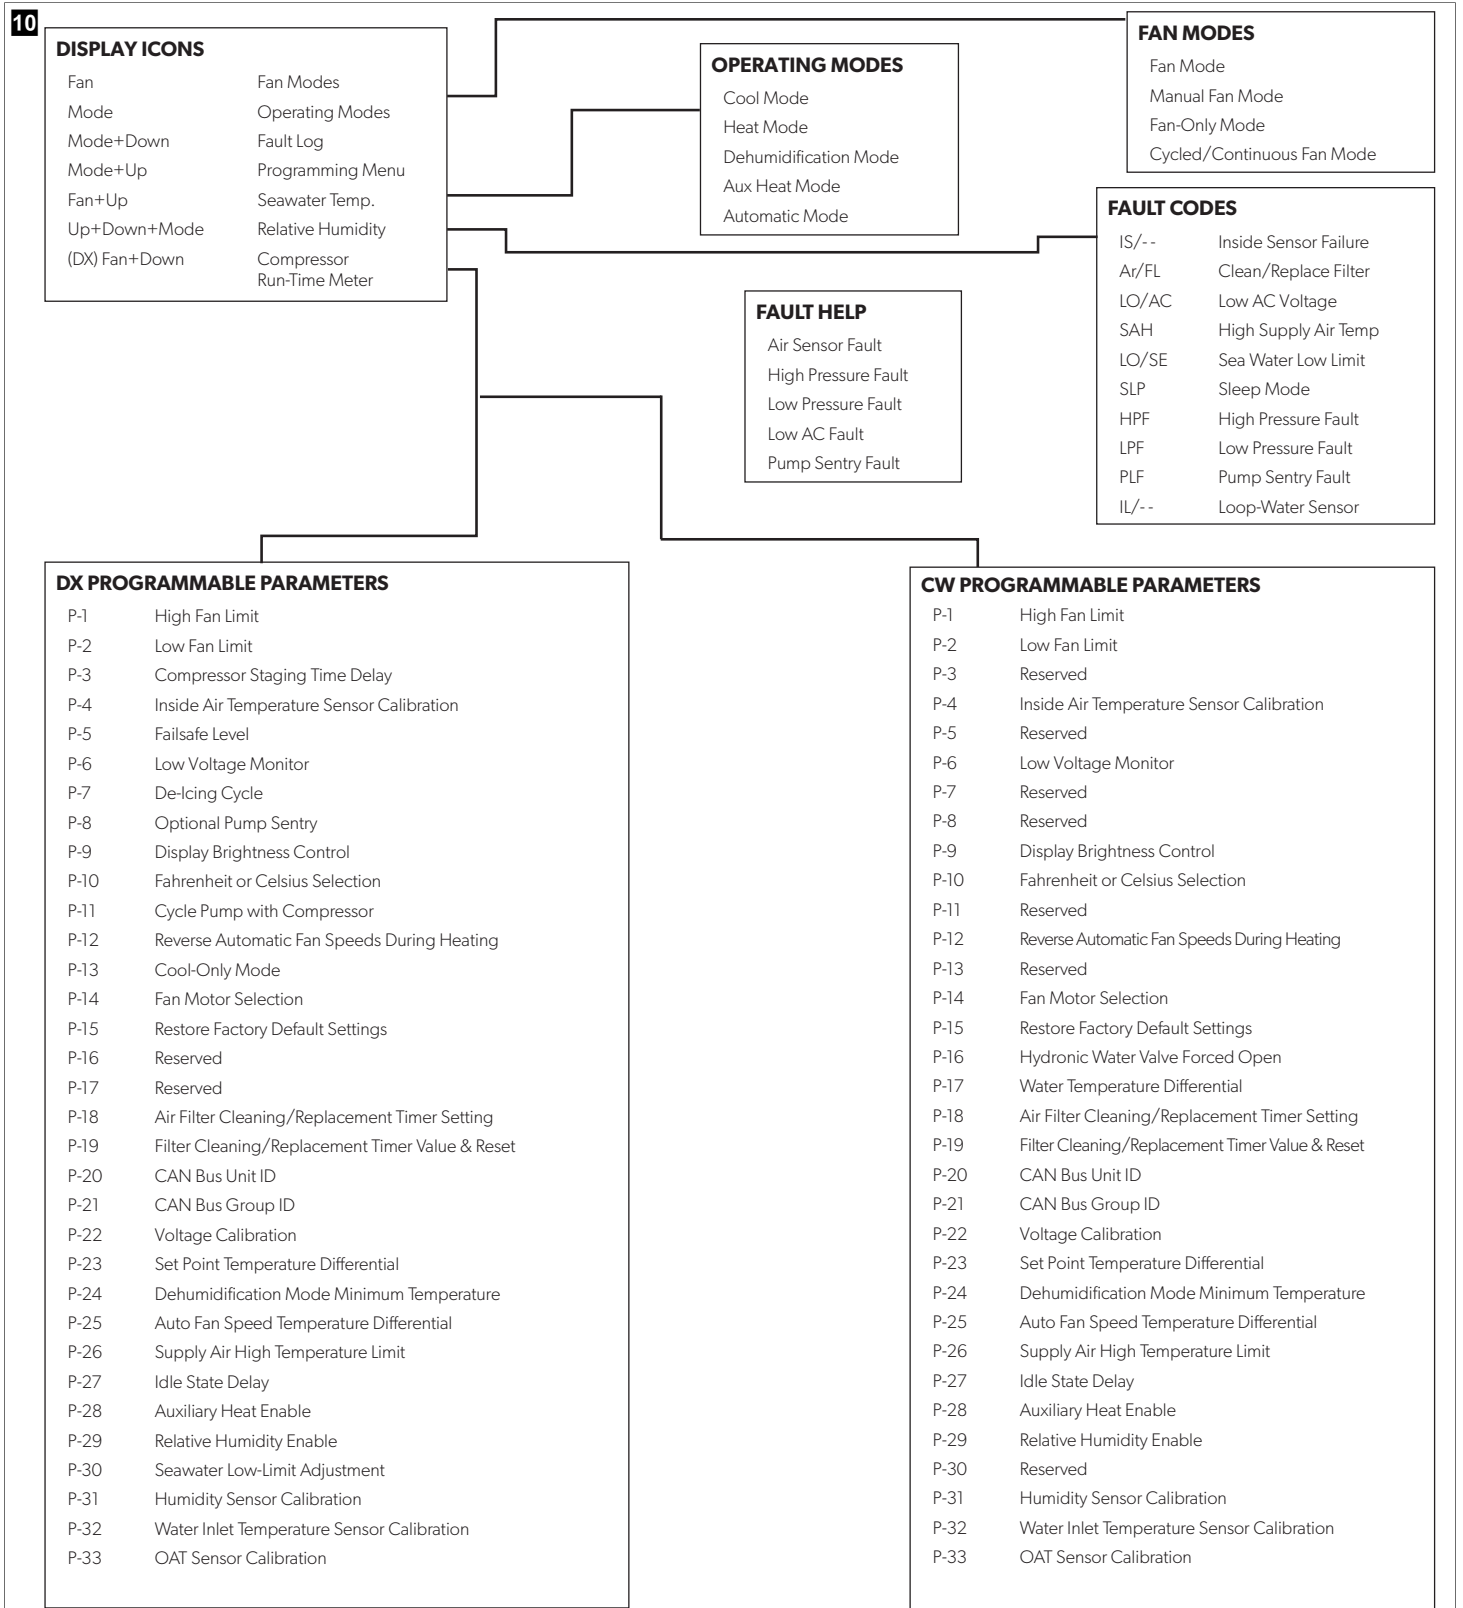 10
DISPLAY ICONS
Fan Fan Modes
Mode Operating Modes
Mode+Down Fault Log
Mode+Up Programming Menu
Fan+Up Seawater Temp.
Up+Down+Mode Relative Humidity
(DX) Fan+Down Compressor
Run-Time Meter
OPERATING MODES
Cool Mode
Heat Mode
Dehumidification Mode
Aux Heat Mode
Automatic Mode
FAN MODES
Fan Mode
Manual Fan Mode
Fan-Only Mode
Cycled/Continuous Fan Mode
FAULT CODES
IS/-- Inside Sensor Failure
Ar/FL Clean/Replace Filter
LO/AC Low AC Voltage
SAH High Supply Air Temp
LO/SE Sea Water Low Limit
SLP Sleep Mode
HPF High Pressure Fault
LPF Low Pressure Fault
PLF Pump Sentry Fault
IL/-- Loop-Water Sensor
FAULT HELP
Air Sensor Fault
High Pressure Fault
Low Pressure Fault
Low AC Fault
Pump Sentry Fault
DX PROGRAMMABLE PARAMETERS
P-1 High Fan Limit
P-2 Low Fan Limit
P-3 Compressor Staging Time Delay
P-4 Inside Air Temperature Sensor Calibration
P-5 Failsafe Level
P-6 Low Voltage Monitor
P-7 De-Icing Cycle
P-8 Optional Pump Sentry
P-9 Display Brightness Control
P-10 Fahrenheit or Celsius Selection
P-11 Cycle Pump with Compressor
P-12 Reverse Automatic Fan Speeds During Heating
P-13 Cool-Only Mode
P-14 Fan Motor Selection
P-15 Restore Factory Default Settings
P-16 Reserved
P-17 Reserved
P-18 Air Filter Cleaning/Replacement Timer Setting
P-19 Filter Cleaning/Replacement Timer Value & Reset
P-20 CAN Bus Unit ID
P-21 CAN Bus Group ID
P-22 Voltage Calibration
P-23 Set Point Temperature Differential
P-24 Dehumidification Mode Minimum Temperature
P-25 Auto Fan Speed Temperature Differential
P-26 Supply Air High Temperature Limit
P-27 Idle State Delay
P-28 Auxiliary Heat Enable
P-29 Relative Humidity Enable
P-30 Seawater Low-Limit Adjustment
P-31 Humidity Sensor Calibration
P-32 Water Inlet Temperature Sensor Calibration
P-33 OAT Sensor Calibration
CW PROGRAMMABLE PARAMETERS
P-1 High Fan Limit
P-2 Low Fan Limit
P-3 Reserved
P-4 Inside Air Temperature Sensor Calibration
P-5 Reserved
P-6 Low Voltage Monitor
P-7 Reserved
P-8 Reserved
P-9 Display Brightness Control
P-10 Fahrenheit or Celsius Selection
P-11 Reserved
P-12 Reverse Automatic Fan Speeds During Heating
P-13 Reserved
P-14 Fan Motor Selection
P-15 Restore Factory Default Settings
P-16 Hydronic Water Valve Forced Open
P-17 Water Temperature Differential
P-18 Air Filter Cleaning/Replacement Timer Setting
P-19 Filter Cleaning/Replacement Timer Value & Reset
P-20 CAN Bus Unit ID
P-21 CAN Bus Group ID
P-22 Voltage Calibration
P-23 Set Point Temperature Differential
P-24 Dehumidification Mode Minimum Temperature
P-25 Auto Fan Speed Temperature Differential
P-26 Supply Air High Temperature Limit
P-27 Idle State Delay
P-28 Auxiliary Heat Enable
P-29 Relative Humidity Enable
P-30 Reserved
P-31 Humidity Sensor Calibration
P-32 Water Inlet Temperature Sensor Calibration
P-33 OAT Sensor Calibration